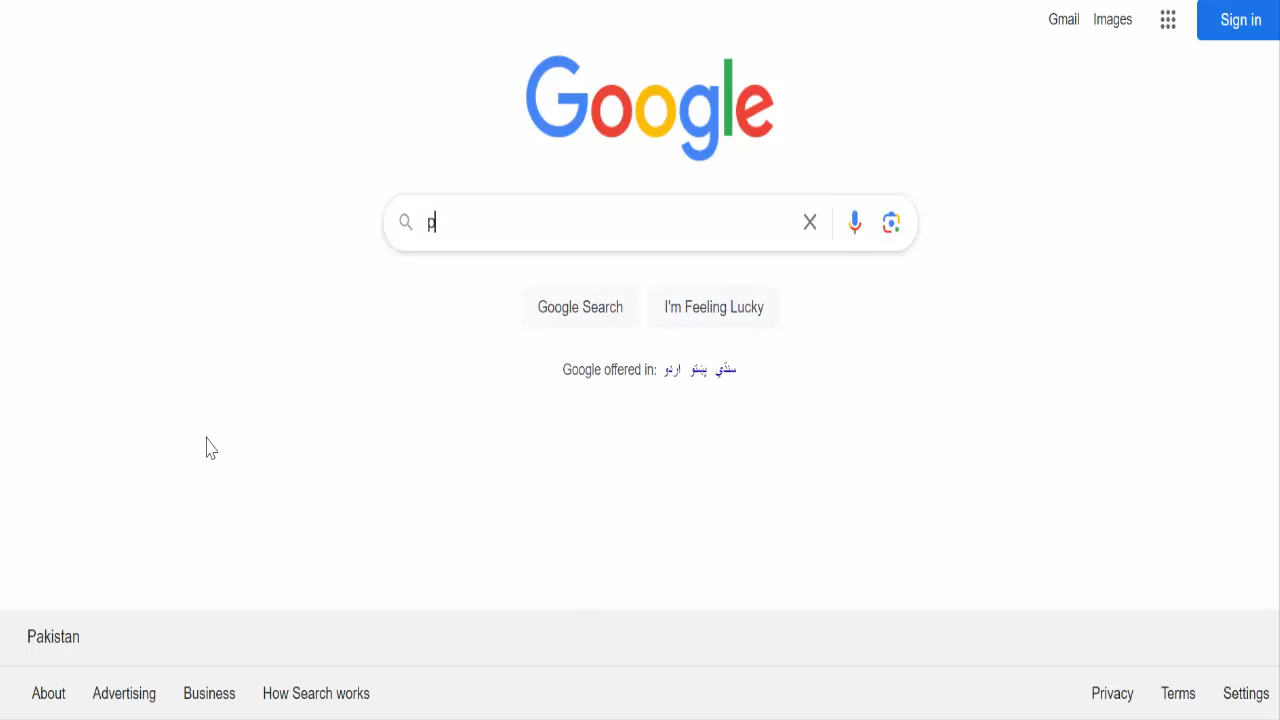 Gmail Images Sign in
Google
p
Google Search I'm Feeling Lucky
Google offered in: اردو پښتو سنڌي
Pakistan
About Advertising Business How Search works Privacy Terms Settings